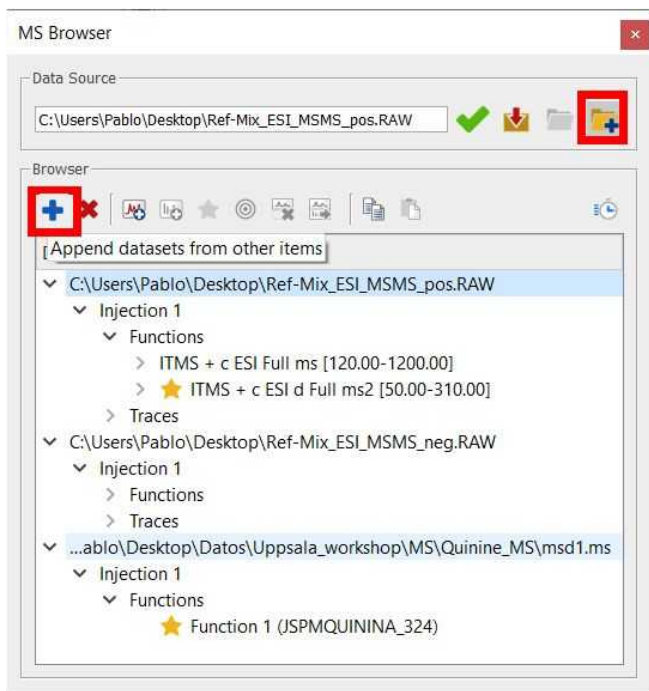 MS Browser
Data Source
C:\Users\Pablo\Desktop\Ref-Mix_ESI_MSMS_pos.RAW
Browser
Append datasets from other items
C:\Users\Pablo\Desktop\Ref-Mix_ESI_MSMS_pos.RAW
Injection 1
Functions
ITMS + c ESI Full ms [120.00-1200.00]
ITMS + c ESI d Full ms2 [50.00-310.00]
Traces
C:\Users\Pablo\Desktop\Ref-Mix_ESI_MSMS_neg.RAW
Injection 1
Functions
Traces
...ablo\Desktop\Datos\Uppsala_workshop\MS\Quinine_MS\msd1.ms
Injection 1
Functions
Function 1 (JSPMQUININA_324)